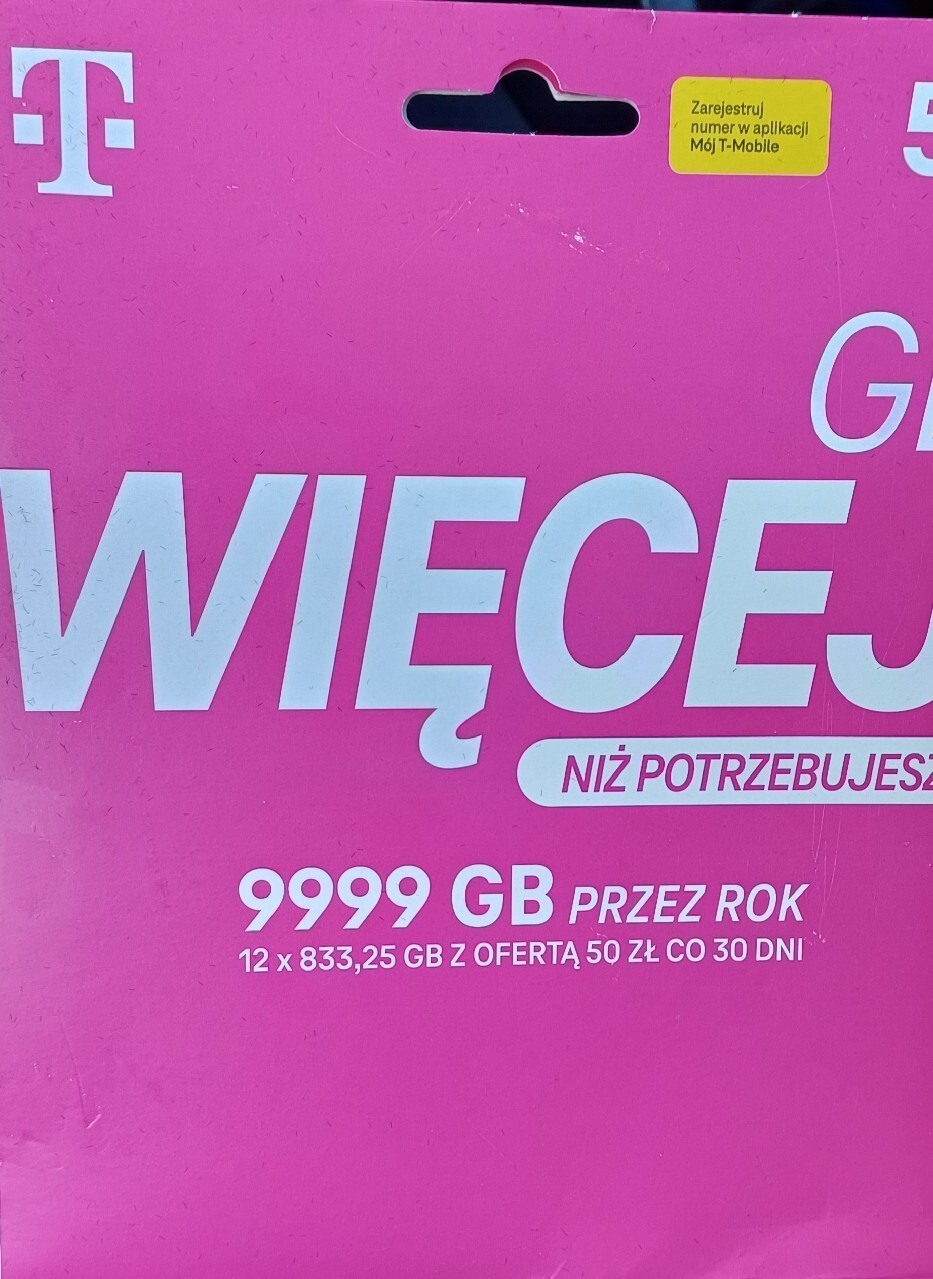 T
Zarejestruj
numer w aplikacji
Mój T-Mobile
5
G
WIĘCEJ
NIŻ POTRZEBUJESZ
9999 GB PRZEZ ROK
12 x 833,25 GB Z OFERTĄ 50 ZŁ CO 30 DNI